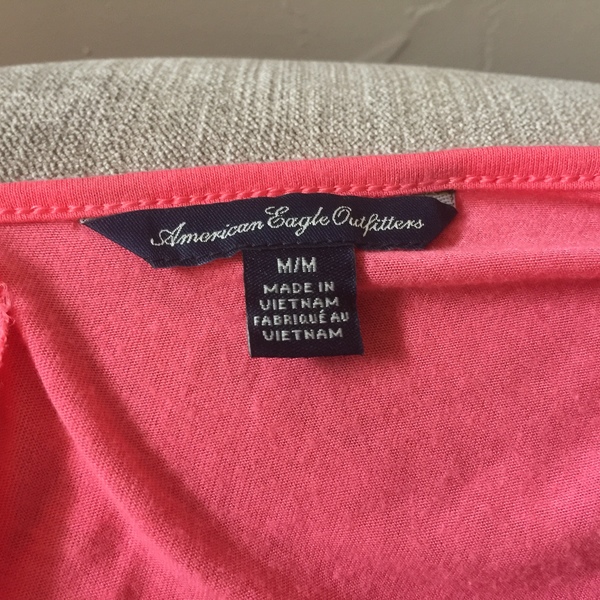 American Eagle Outfitters
M/M
MADE IN
VIETNAM
FABRIQUÉ AU
VIETNAM